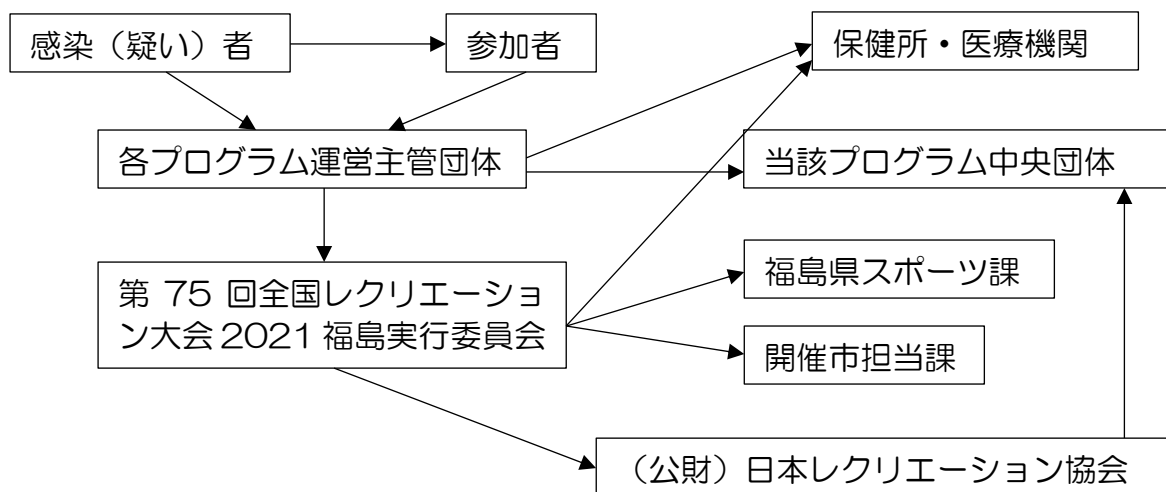 感染(疑い)者
参加者
保健所・医療機関
各プログラム運営主管団体
当該プログラム中央団体
第 75 回全国レクリエーショ
ン大会 2021 福島実行委員会
福島県スポーツ課
開催市担当課
(公財)日本レクリエーション協会